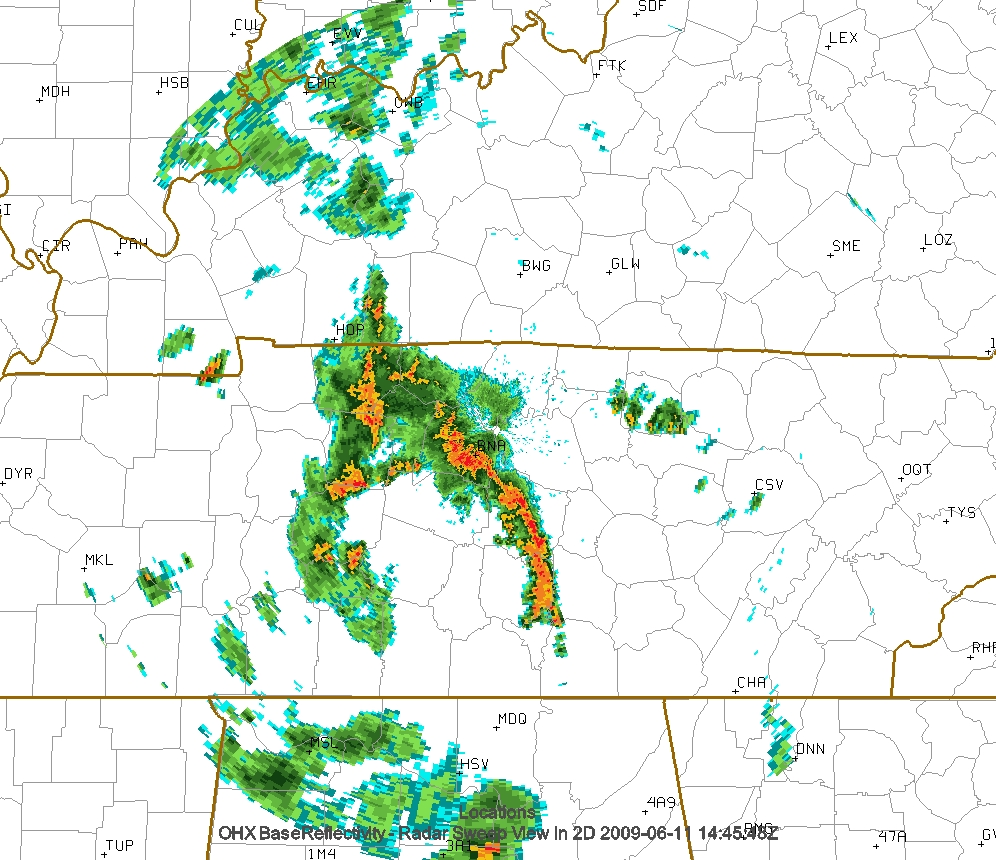 SDF
CUL
EVV
LEX
FTK
HSB
EHR
MDH
OWB
CIR
PAH
SME
LOZ
BWG
GLW
HOP
BNA
DYR
CSV
OQT
TYS
MKL
CHA
MDQ
MSL
HSV
DNN
4A9
Locations
OHX BaseReflectivity - Radar Sweep View in 2D 2009-06-11 14:45:48Z
47A
TUP
1M4
3A1